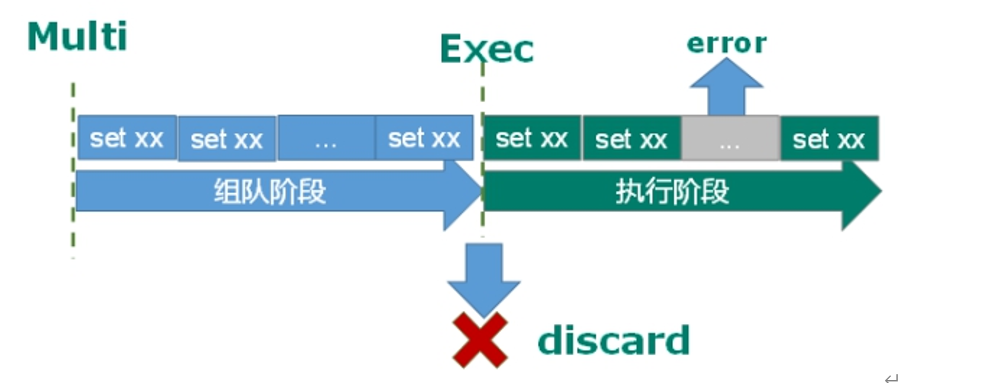 Multi
Exec
error
set xx
set xx
...
set xx
set xx
set xx
...
set xx
组队阶段
执行阶段
discard
↵